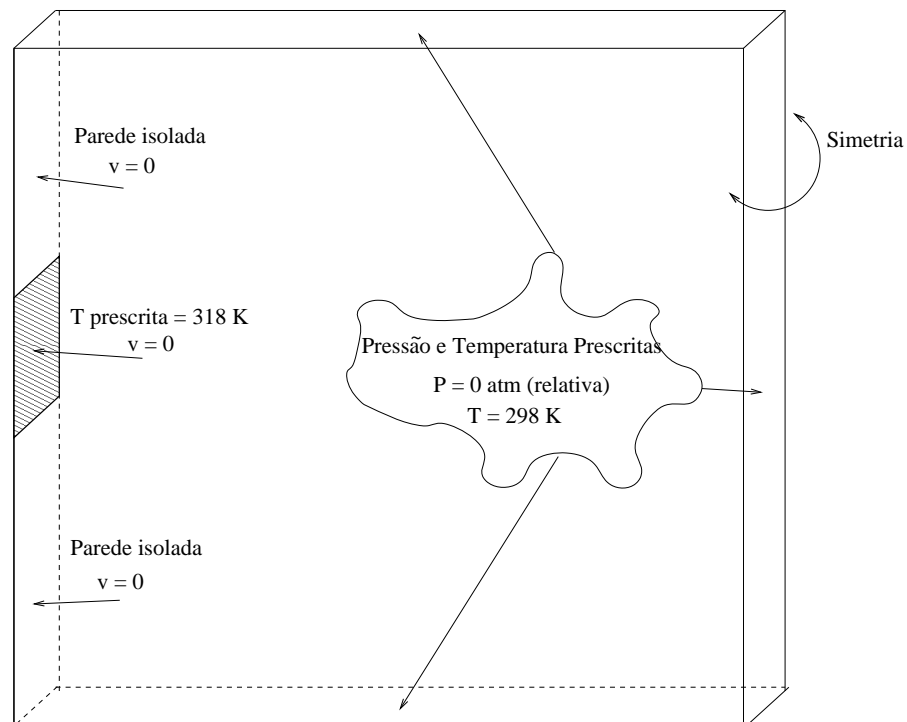 Parede isolada
v = 0
Simetria
T prescrita = 318 K
v = 0
Pressão e Temperatura Prescritas
P = 0 atm (relativa)
T = 298 K
Parede isolada
v = 0